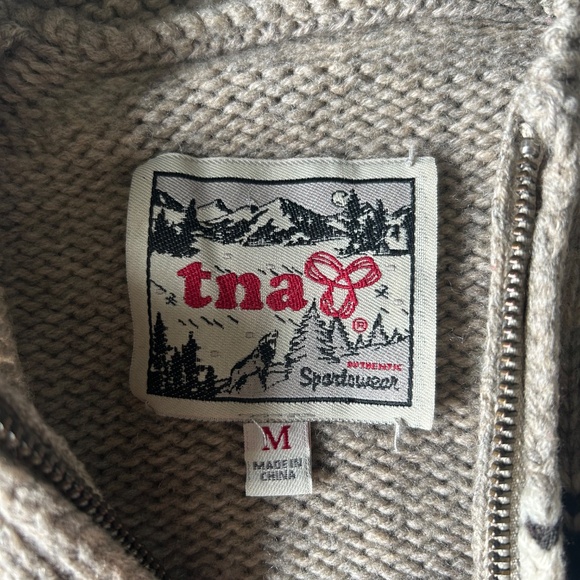 tna
®
AUTHENTIC
Sportswear
M
MADE IN
CHINA